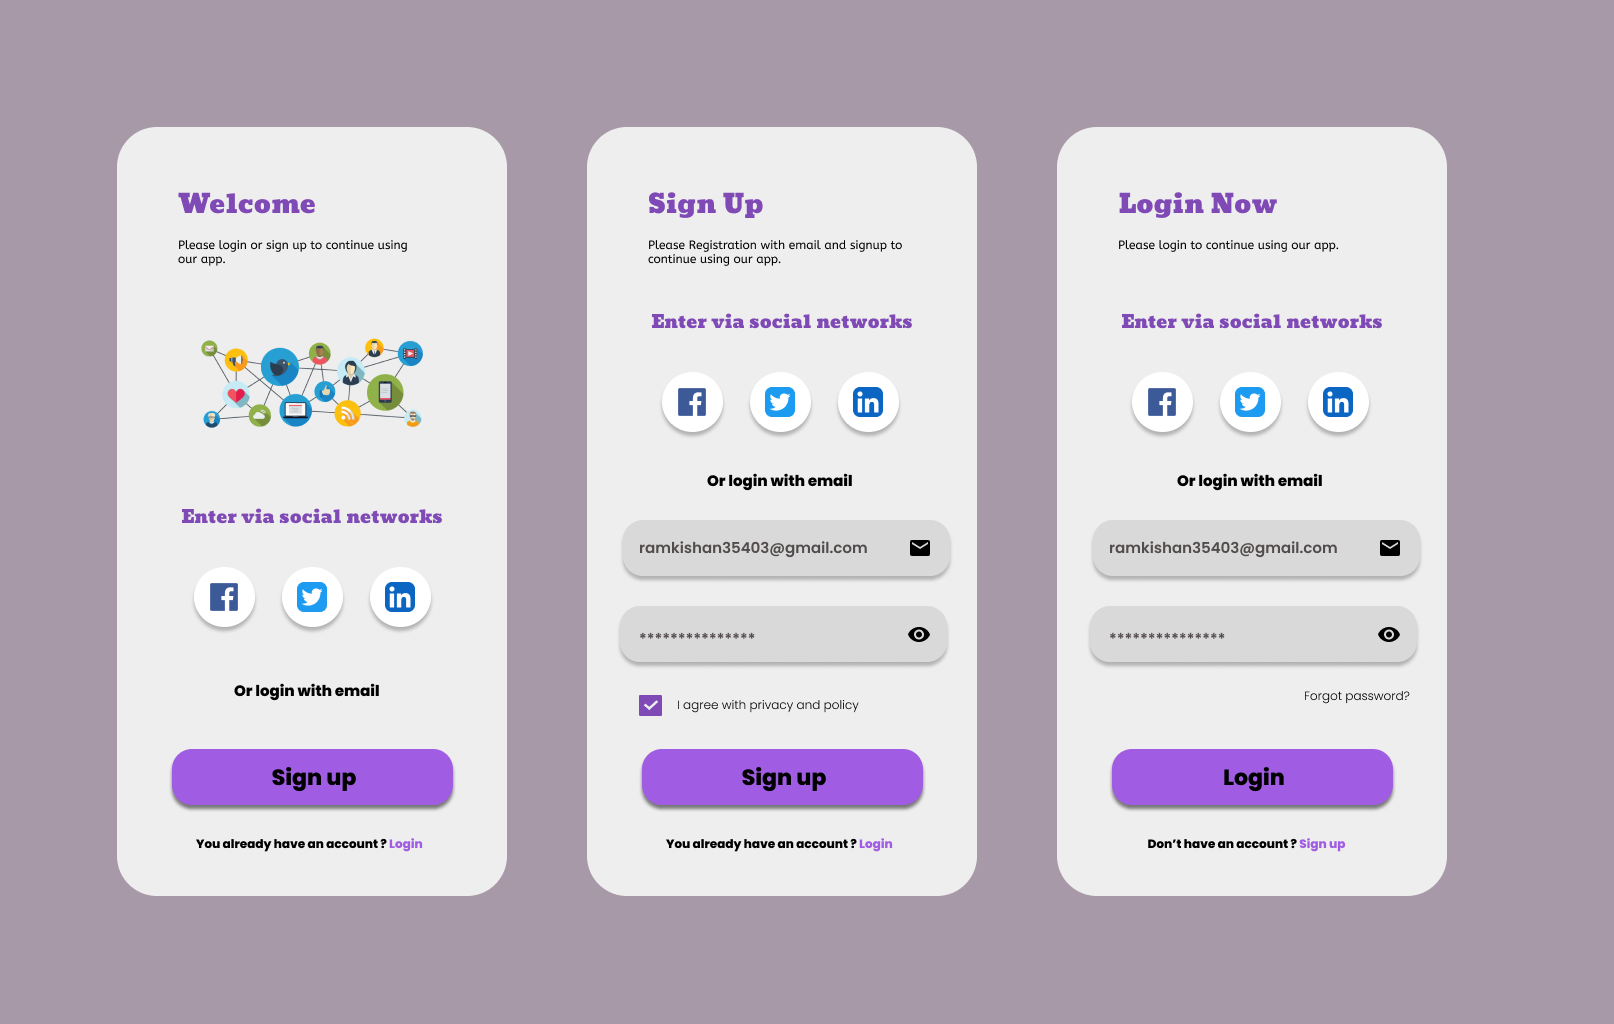 Welcome
Please login or sign up to continue using
our app.
Enter via social networks
Or login with email
Sign up
You already have an account ? Login
Sign Up
Please Registration with email and signup to
continue using our app.
Enter via social networks
Or login with email
ramkishan35403@gmail.com
***************
I agree with privacy and policy
Sign up
You already have an account ? Login
Login Now
Please login to continue using our app.
Enter via social networks
Or login with email
ramkishan35403@gmail.com
***************
Forgot password?
Login
Don’t have an account ? Sign up